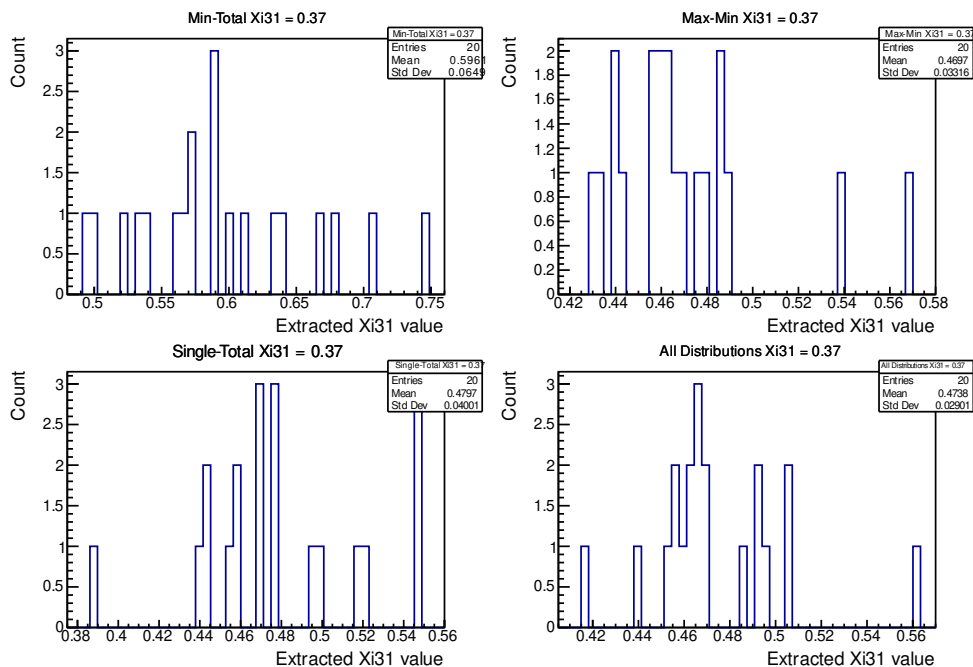 Min-Total Xi31 = 0.37
Min-Total Xi31 = 0.37
Entries 20
Mean 0.5961
Std Dev 0.0649
Count
3
2.5
2
1.5
1
0.5
0
0.5 0.55 0.6 0.65 0.7 0.75
Extracted Xi31 value
Max-Min Xi31 = 0.37
Max-Min Xi31 = 0.37
Entries 20
Mean 0.4697
Std Dev 0.03316
Count
2
1.8
1.6
1.4
1.2
1
0.8
0.6
0.4
0.2
0
0.42 0.44 0.46 0.48 0.5 0.52 0.54 0.56 0.58
Extracted Xi31 value
Single-Total Xi31 = 0.37
Single-Total Xi31 = 0.37
Entries 20
Mean 0.4797
Std Dev 0.04001
Count
3
2.5
2
1.5
1
0.5
0
0.38 0.4 0.42 0.44 0.46 0.48 0.5 0.52 0.54 0.56
Extracted Xi31 value
All Distributions Xi31 = 0.37
All Distributions Xi31 = 0.37
Entries 20
Mean 0.4738
Std Dev 0.02901
Count
3
2.5
2
1.5
1
0.5
0
0.42 0.44 0.46 0.48 0.5 0.52 0.54 0.56
Extracted Xi31 value